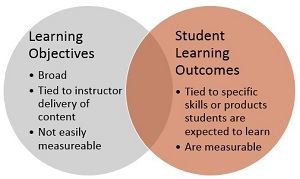 Learning
Objectives
• Broad
• Tied to instructor
delivery of
content
• Not easily
measureable
Student
Learning
Outcomes
• Tied to specific
skills or products
students are
expected to learn
• Are measurable